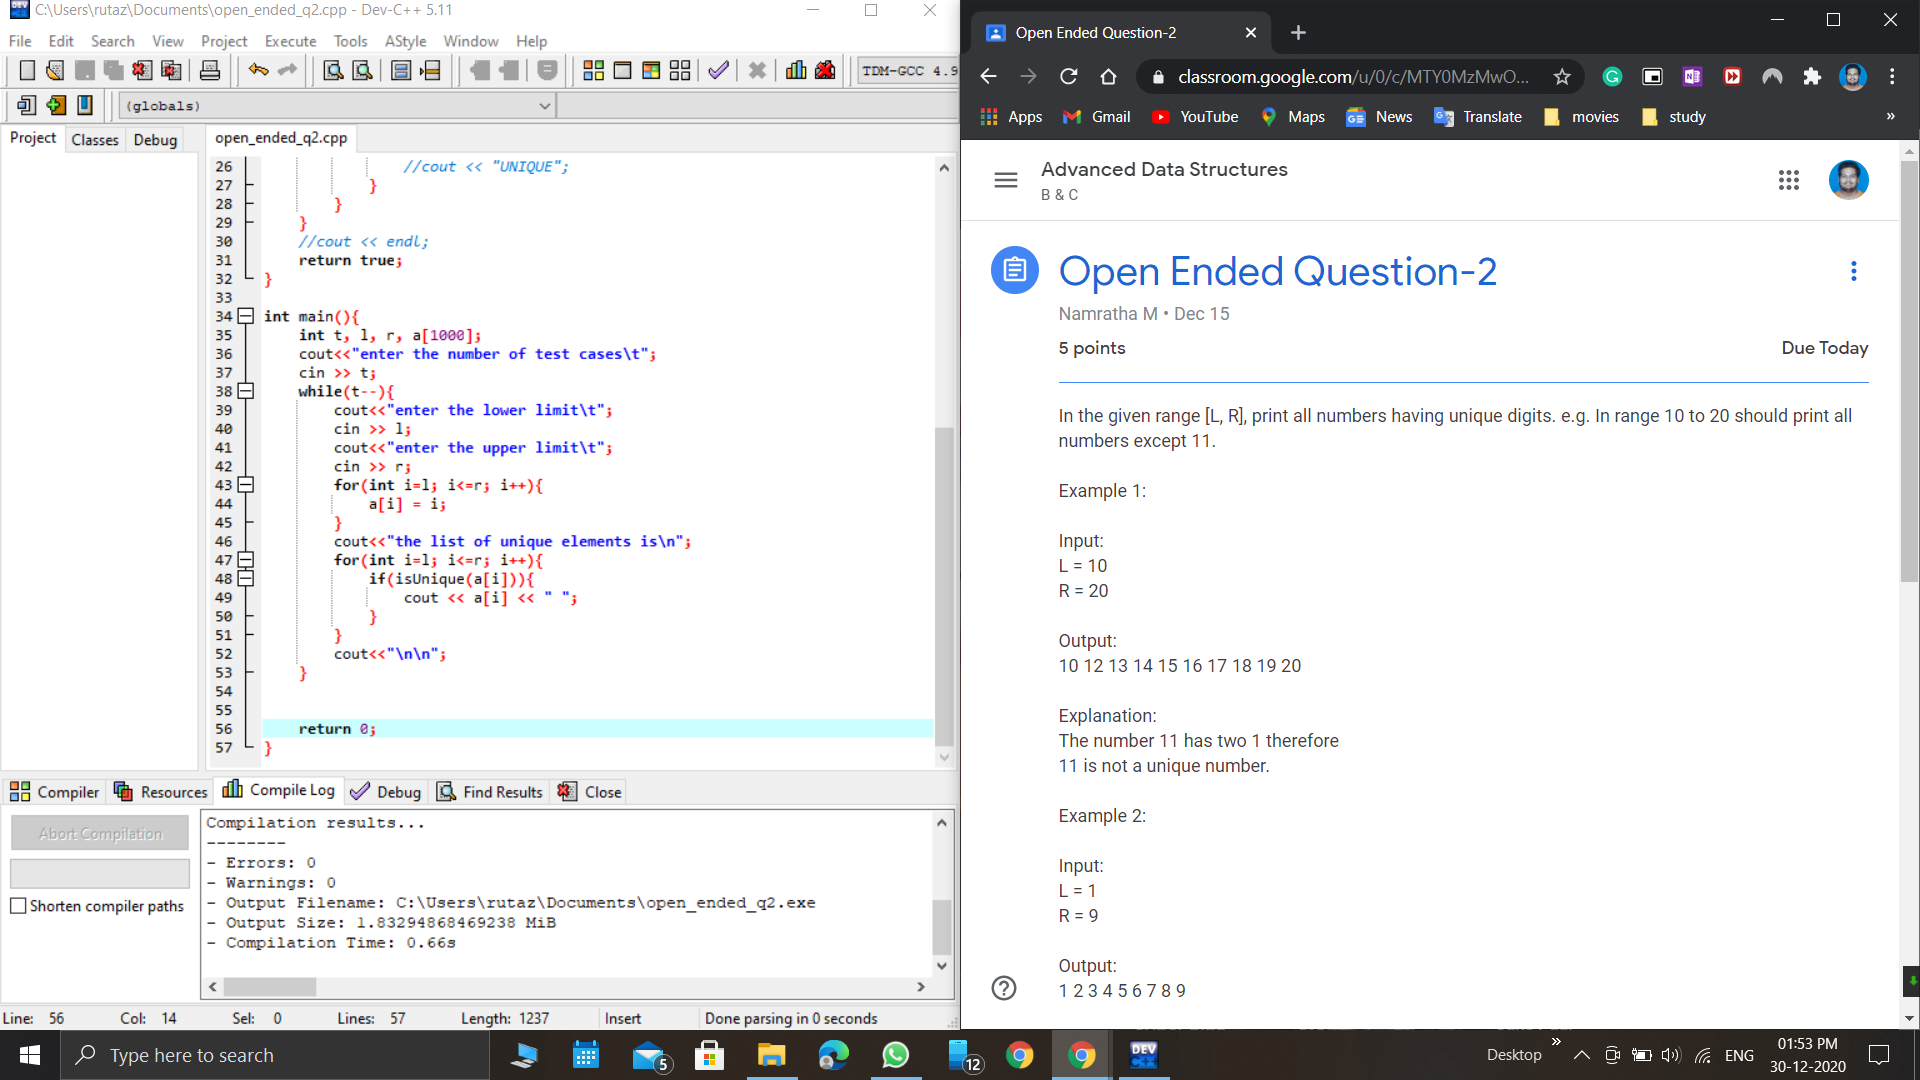 C:\Users\rutaz\Documents\open_ended_q2.cpp - Dev-C++ 5.11
File Edit Search View Project Execute Tools AStyle Window Help
TDM-GCC 4.9
(globals)
Project Classes Debug
open_ended_q2.cpp
26 //cout << "UNIQUE";
27 }
28 }
29 }
30 //cout << endl;
31 return true;
32 }
33
34 int main(){
35 int t, l, r, a[1000];
36 cout<<"enter the number of test cases\t";
37 cin >> t;
38 while(t--){
39 cout<<"enter the lower limit\t";
40 cin >> l;
41 cout<<"enter the upper limit\t";
42 cin >> r;
43 for(int i=l; i<=r; i++){
44 a[i] = i;
45 }
46 cout<<"the list of unique elements is\n";
47 for(int i=l; i<=r; i++){
48 if(isUnique(a[i])){
49 cout << a[i] << " ";
50 }
51 }
52 cout<<"\n\n";
53 }
54
55
56 return 0;
57 }
Compiler Resources Compile Log Debug Find Results Close
Abort Compilation
Shorten compiler paths
Compilation results...
--------
- Errors: 0
- Warnings: 0
- Output Filename: C:\Users\rutaz\Documents\open_ended_q2.exe
- Output Size: 1.83294868469238 MiB
- Compilation Time: 0.66s
Line: 56 Col: 14 Sel: 0 Lines: 57 Length: 1237 Insert Done parsing in 0 seconds
Open Ended Question-2
classroom.google.com/u/0/c/MTY0MzMwO...
Apps Gmail YouTube Maps News Translate movies study »
Advanced Data Structures
B & C
Open Ended Question-2
Namratha M • Dec 15
5 points Due Today
In the given range [L, R], print all numbers having unique digits. e.g. In range 10 to 20 should print all
numbers except 11.
Example 1:
Input:
L = 10
R = 20
Output:
10 12 13 14 15 16 17 18 19 20
Explanation:
The number 11 has two 1 therefore
11 is not a unique number.
Example 2:
Input:
L = 1
R = 9
Output:
1 2 3 4 5 6 7 8 9
Type here to search
5
12
DEV
Desktop » ENG
01:53 PM
30-12-2020